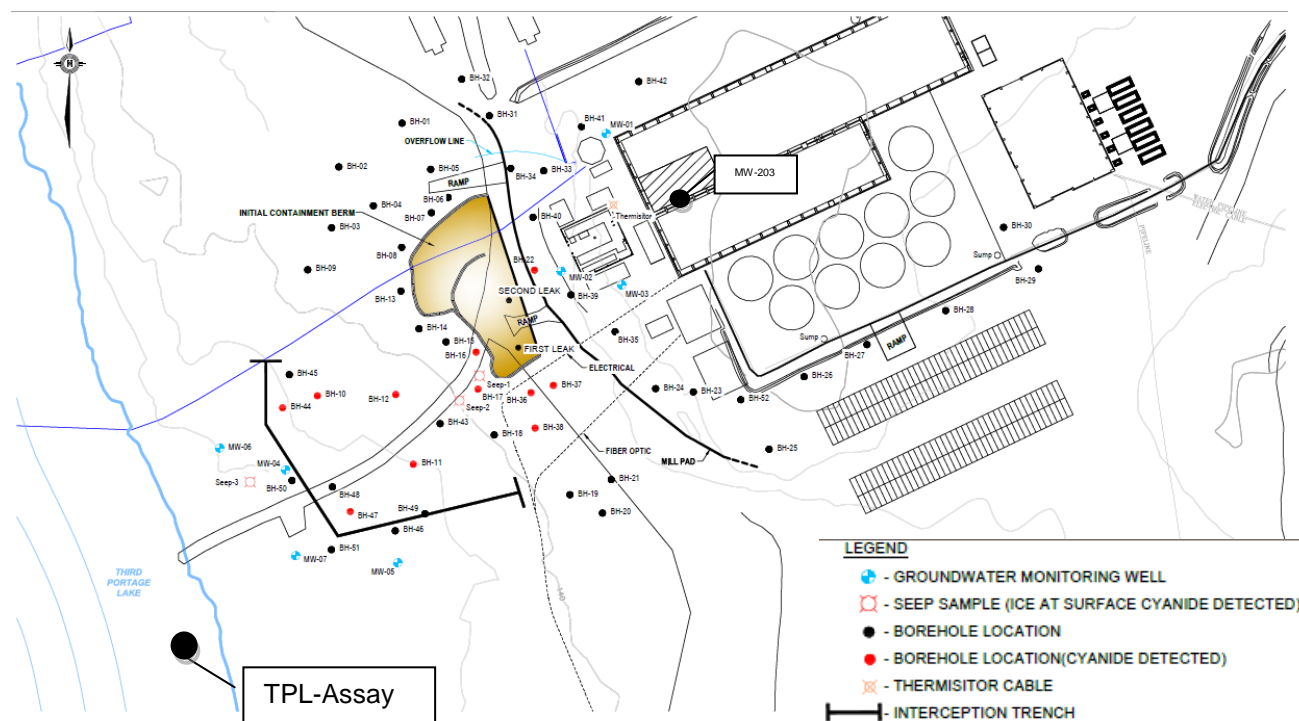 BH-32
BH-42
BH-01
BH-31
BH-41
MW-01
OVERFLOW LINE
BH-02
BH-05
BH-34
BH-33
MW-203
RAMP
BH-06
BH-04
BH-07
Thermisitor
INITIAL CONTAINMENT BERM
BH-40
BH-03
BH-30
BH-08
PIPELINE
Sump
BH-09
BH-22
MW-02
BH-29
BH-13
SECOND LEAK
BH-39
MW-03
BH-28
RAMP
BH-14
BH-35
BH-15
Sump
RAMP
BH-16
FIRST LEAK
BH-27
ELECTRICAL
BH-45
Seep-1
BH-26
BH-10
BH-12
BH-17
BH-36
BH-37
BH-24
BH-23
BH-52
BH-44
Seep-2
BH-43
BH-18
BH-38
MW-06
FIBER OPTIC
BH-25
MW-04
BH-11
MILL PAD
Seep-3
BH-50
BH-48
BH-21
BH-19
BH-47
BH-49
BH-20
BH-46
BH-51
MW-07
MW-05
THIRD
PORTAGE
LAKE
140
TPL-Assay
LEGEND
- GROUNDWATER MONITORING WELL
- SEEP SAMPLE (ICE AT SURFACE CYANIDE DETECTED)
- BOREHOLE LOCATION
- BOREHOLE LOCATION(CYANIDE DETECTED)
- THERMISITOR CABLE
- INTERCEPTION TRENCH